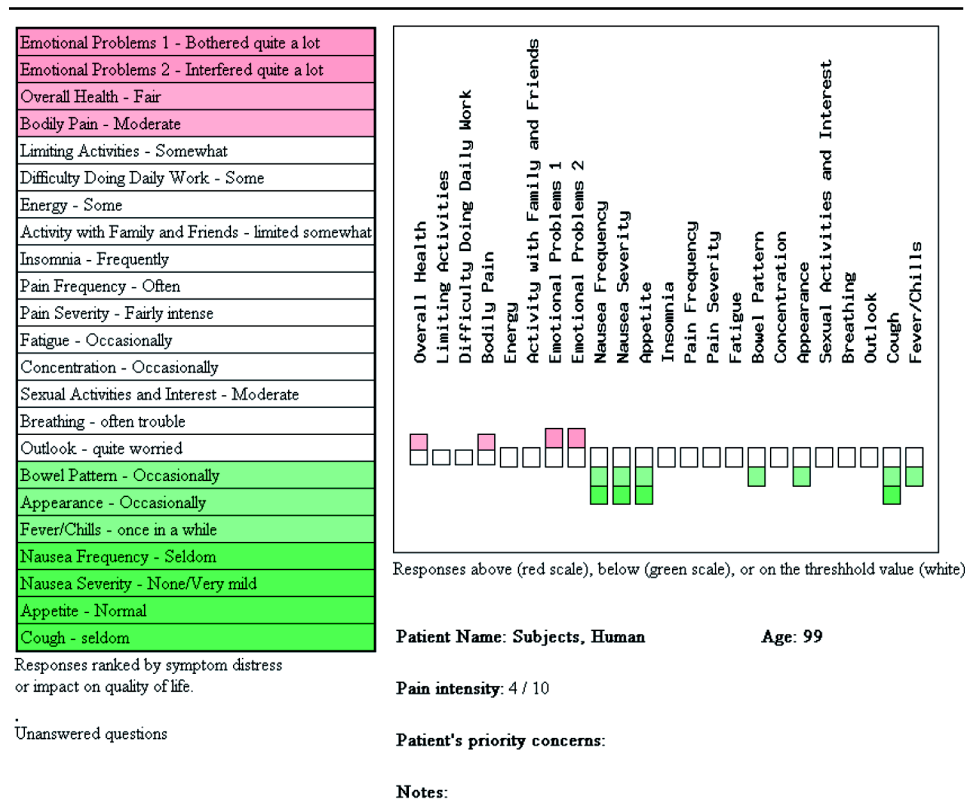 Emotional Problems 1 - Bothered quite a lot
Emotional Problems 2 - Interfered quite a lot
Overall Health - Fair
Bodily Pain - Moderate
Limiting Activities - Somewhat
Difficulty Doing Daily Work - Some
Energy - Some
Activity with Family and Friends - limited somewhat
Insomnia - Frequently
Pain Frequency - Often
Pain Severity - Fairly intense
Fatigue - Occasionally
Concentration - Occasionally
Sexual Activities and Interest - Moderate
Breathing - often trouble
Outlook - quite worried
Bowel Pattern - Occasionally
Appearance - Occasionally
Fever/Chills - once in a while
Nausea Frequency - Seldom
Nausea Severity - None/Very mild
Appetite - Normal
Cough - seldom
Responses ranked by symptom distress
or impact on quality of life.
.
Unanswered questions
Overall Health
Limiting Activities
Difficulty Doing Daily Work
Bodily Pain
Energy
Activity with Family and Friends
Emotional Problems 1
Emotional Problems 2
Nausea Frequency
Nausea Severity
Appetite
Insomnia
Pain Frequency
Pain Severity
Fatigue
Bowel Pattern
Concentration
Appearance
Sexual Activities and Interest
Breathing
Outlook
Cough
Fever/Chills
Responses above (red scale), below (green scale), or on the threshhold value (white)
Patient Name: Subjects, Human Age: 99
Pain intensity: 4 / 10
Patient's priority concerns:
Notes: